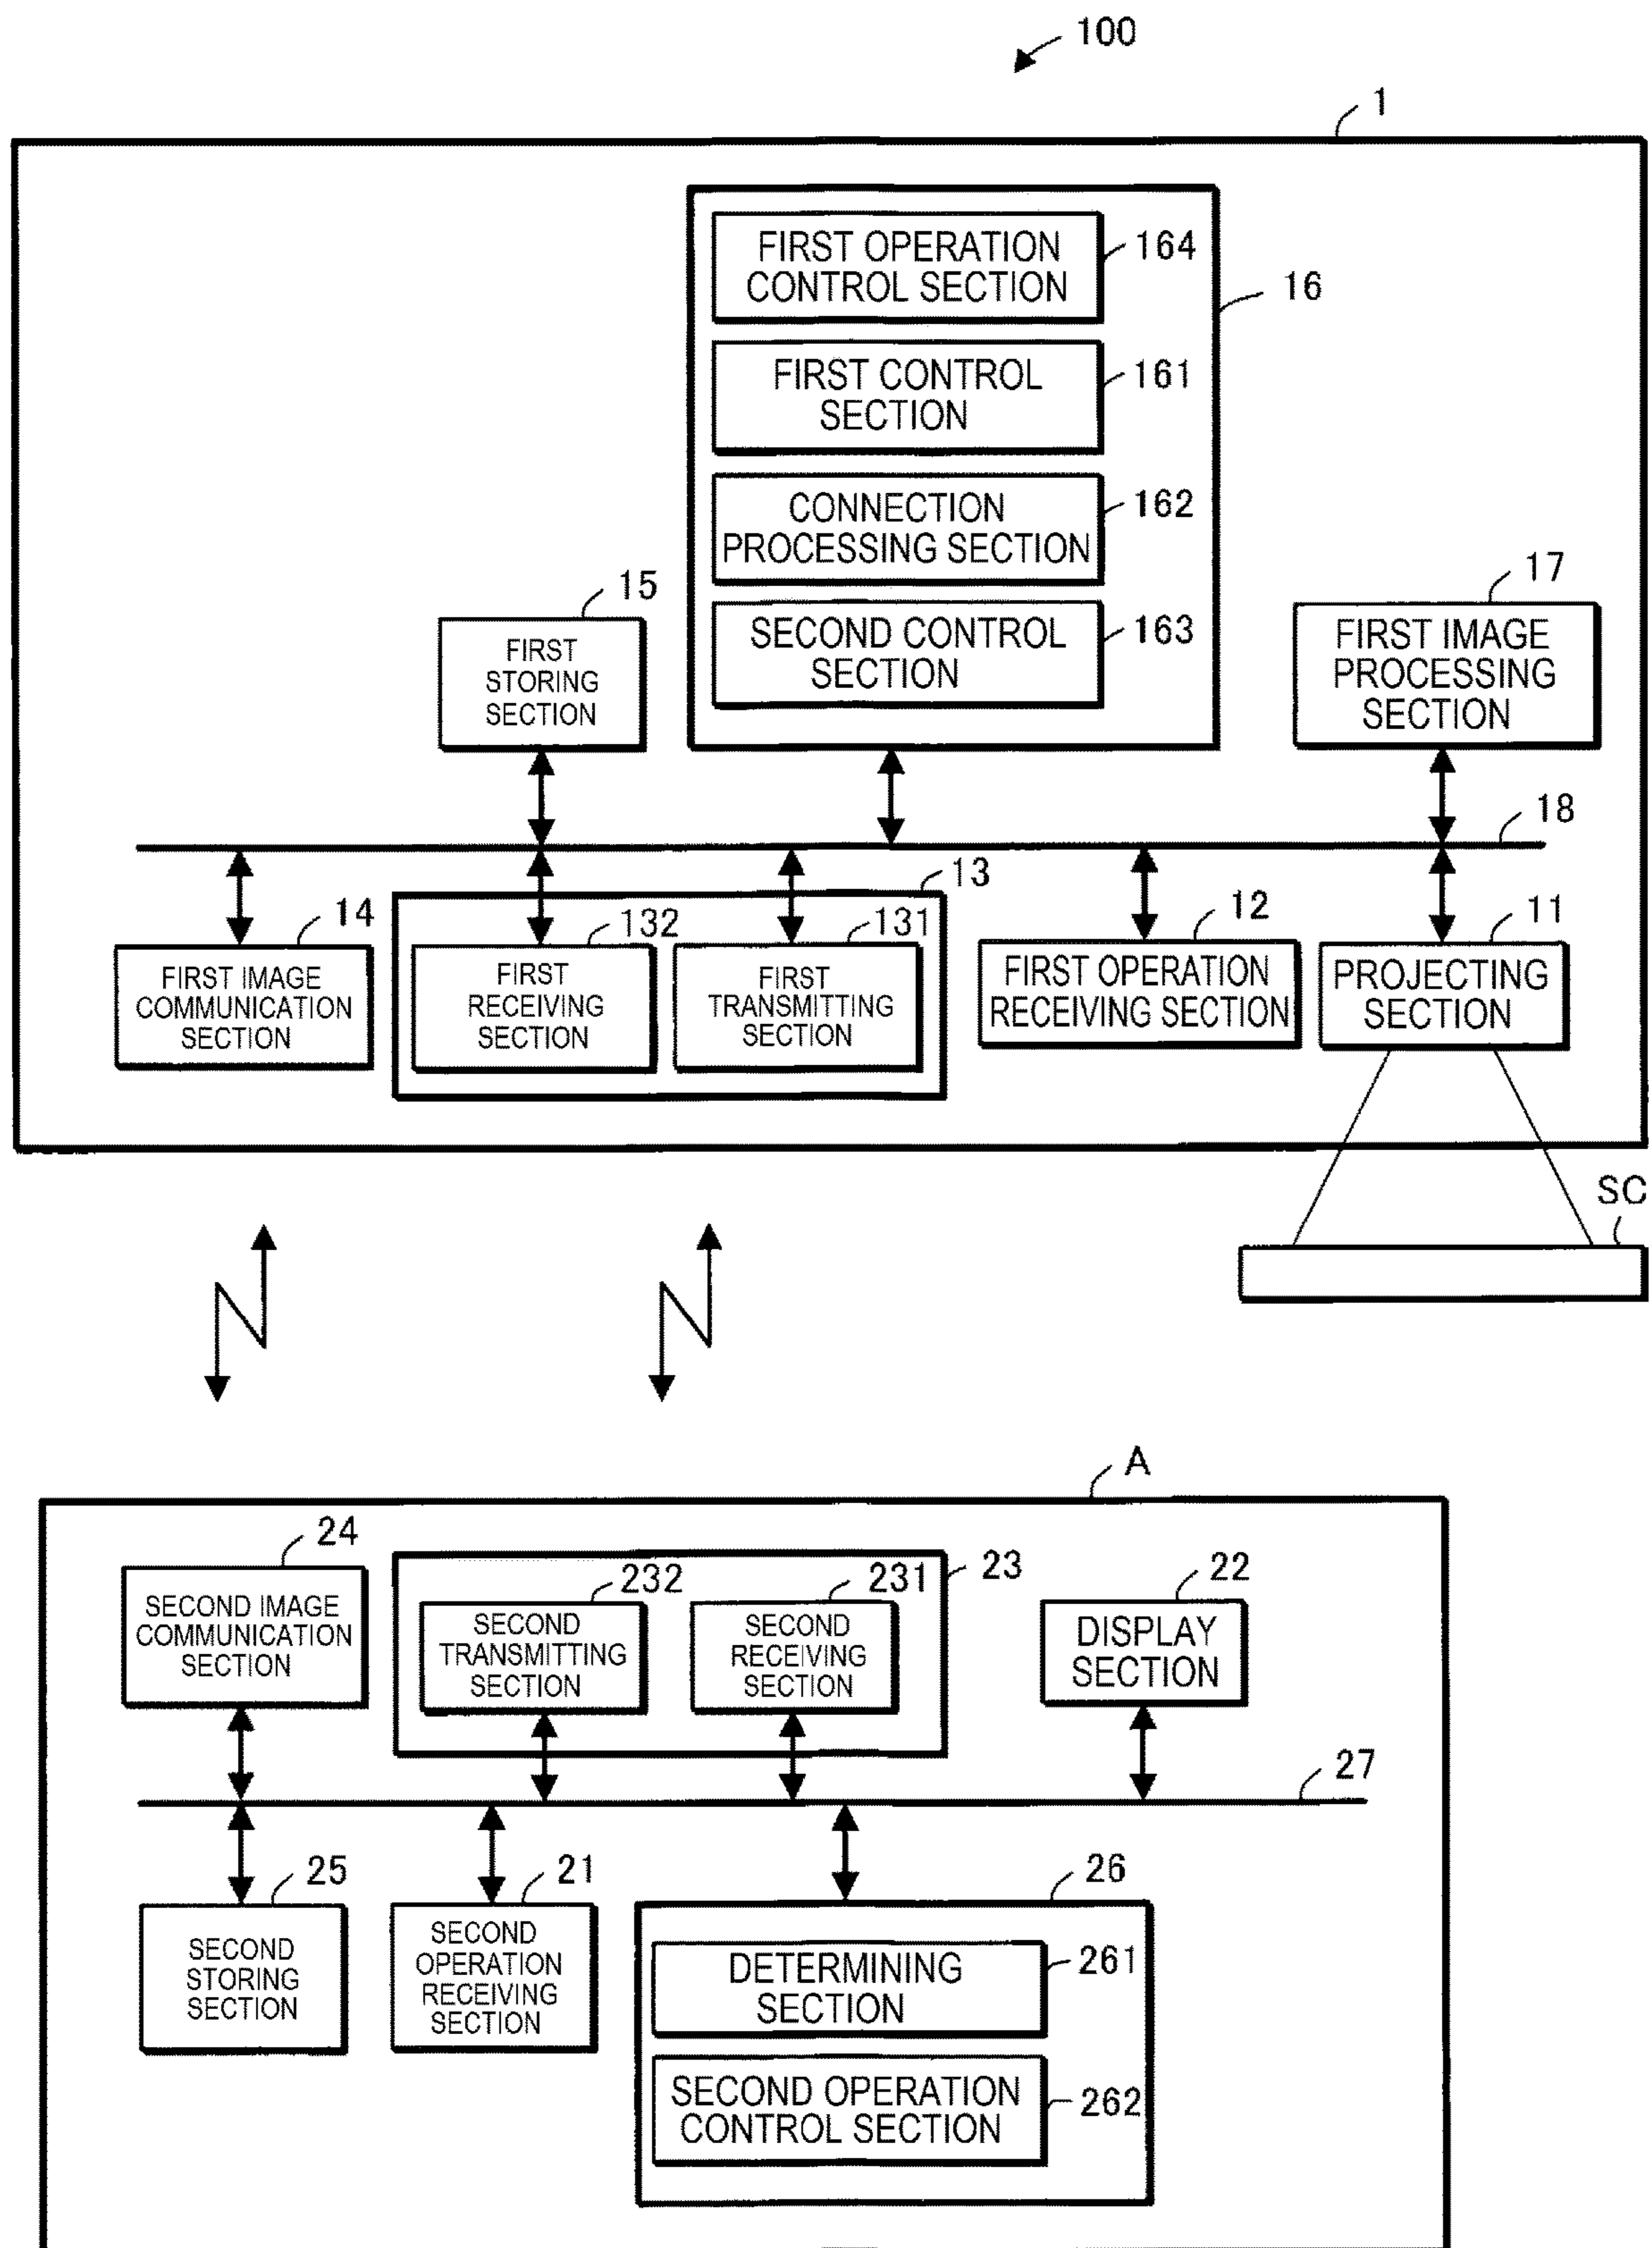 100
1
FIRST OPERATION
CONTROL SECTION
164
16
FIRST CONTROL
SECTION
161
CONNECTION
PROCESSING SECTION
162
SECOND CONTROL
SECTION
163
15
FIRST
STORING
SECTION
17
FIRST IMAGE
PROCESSING
SECTION
18
14
FIRST IMAGE
COMMUNICATION
SECTION
13
132
FIRST
RECEIVING
SECTION
131
FIRST
TRANSMITTING
SECTION
12
FIRST OPERATION
RECEIVING SECTION
11
PROJECTING
SECTION
SC
A
24
SECOND IMAGE
COMMUNICATION
SECTION
23
232
SECOND
TRANSMITTING
SECTION
231
SECOND
RECEIVING
SECTION
22
DISPLAY
SECTION
27
25
SECOND
STORING
SECTION
21
SECOND
OPERATION
RECEIVING
SECTION
26
DETERMINING
SECTION
261
SECOND OPERATION
CONTROL SECTION
262